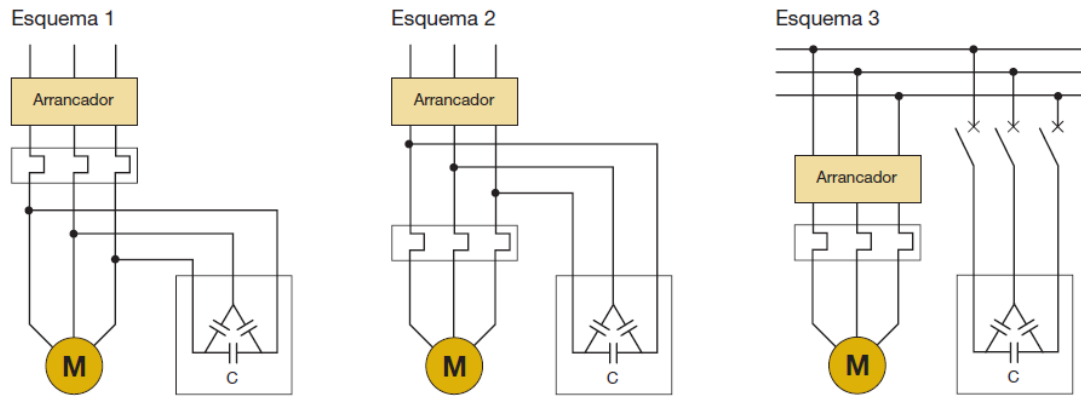 Esquema 1
Esquema 2
Esquema 3
Arrancador
Arrancador
Arrancador
M
C
M
C
M
C